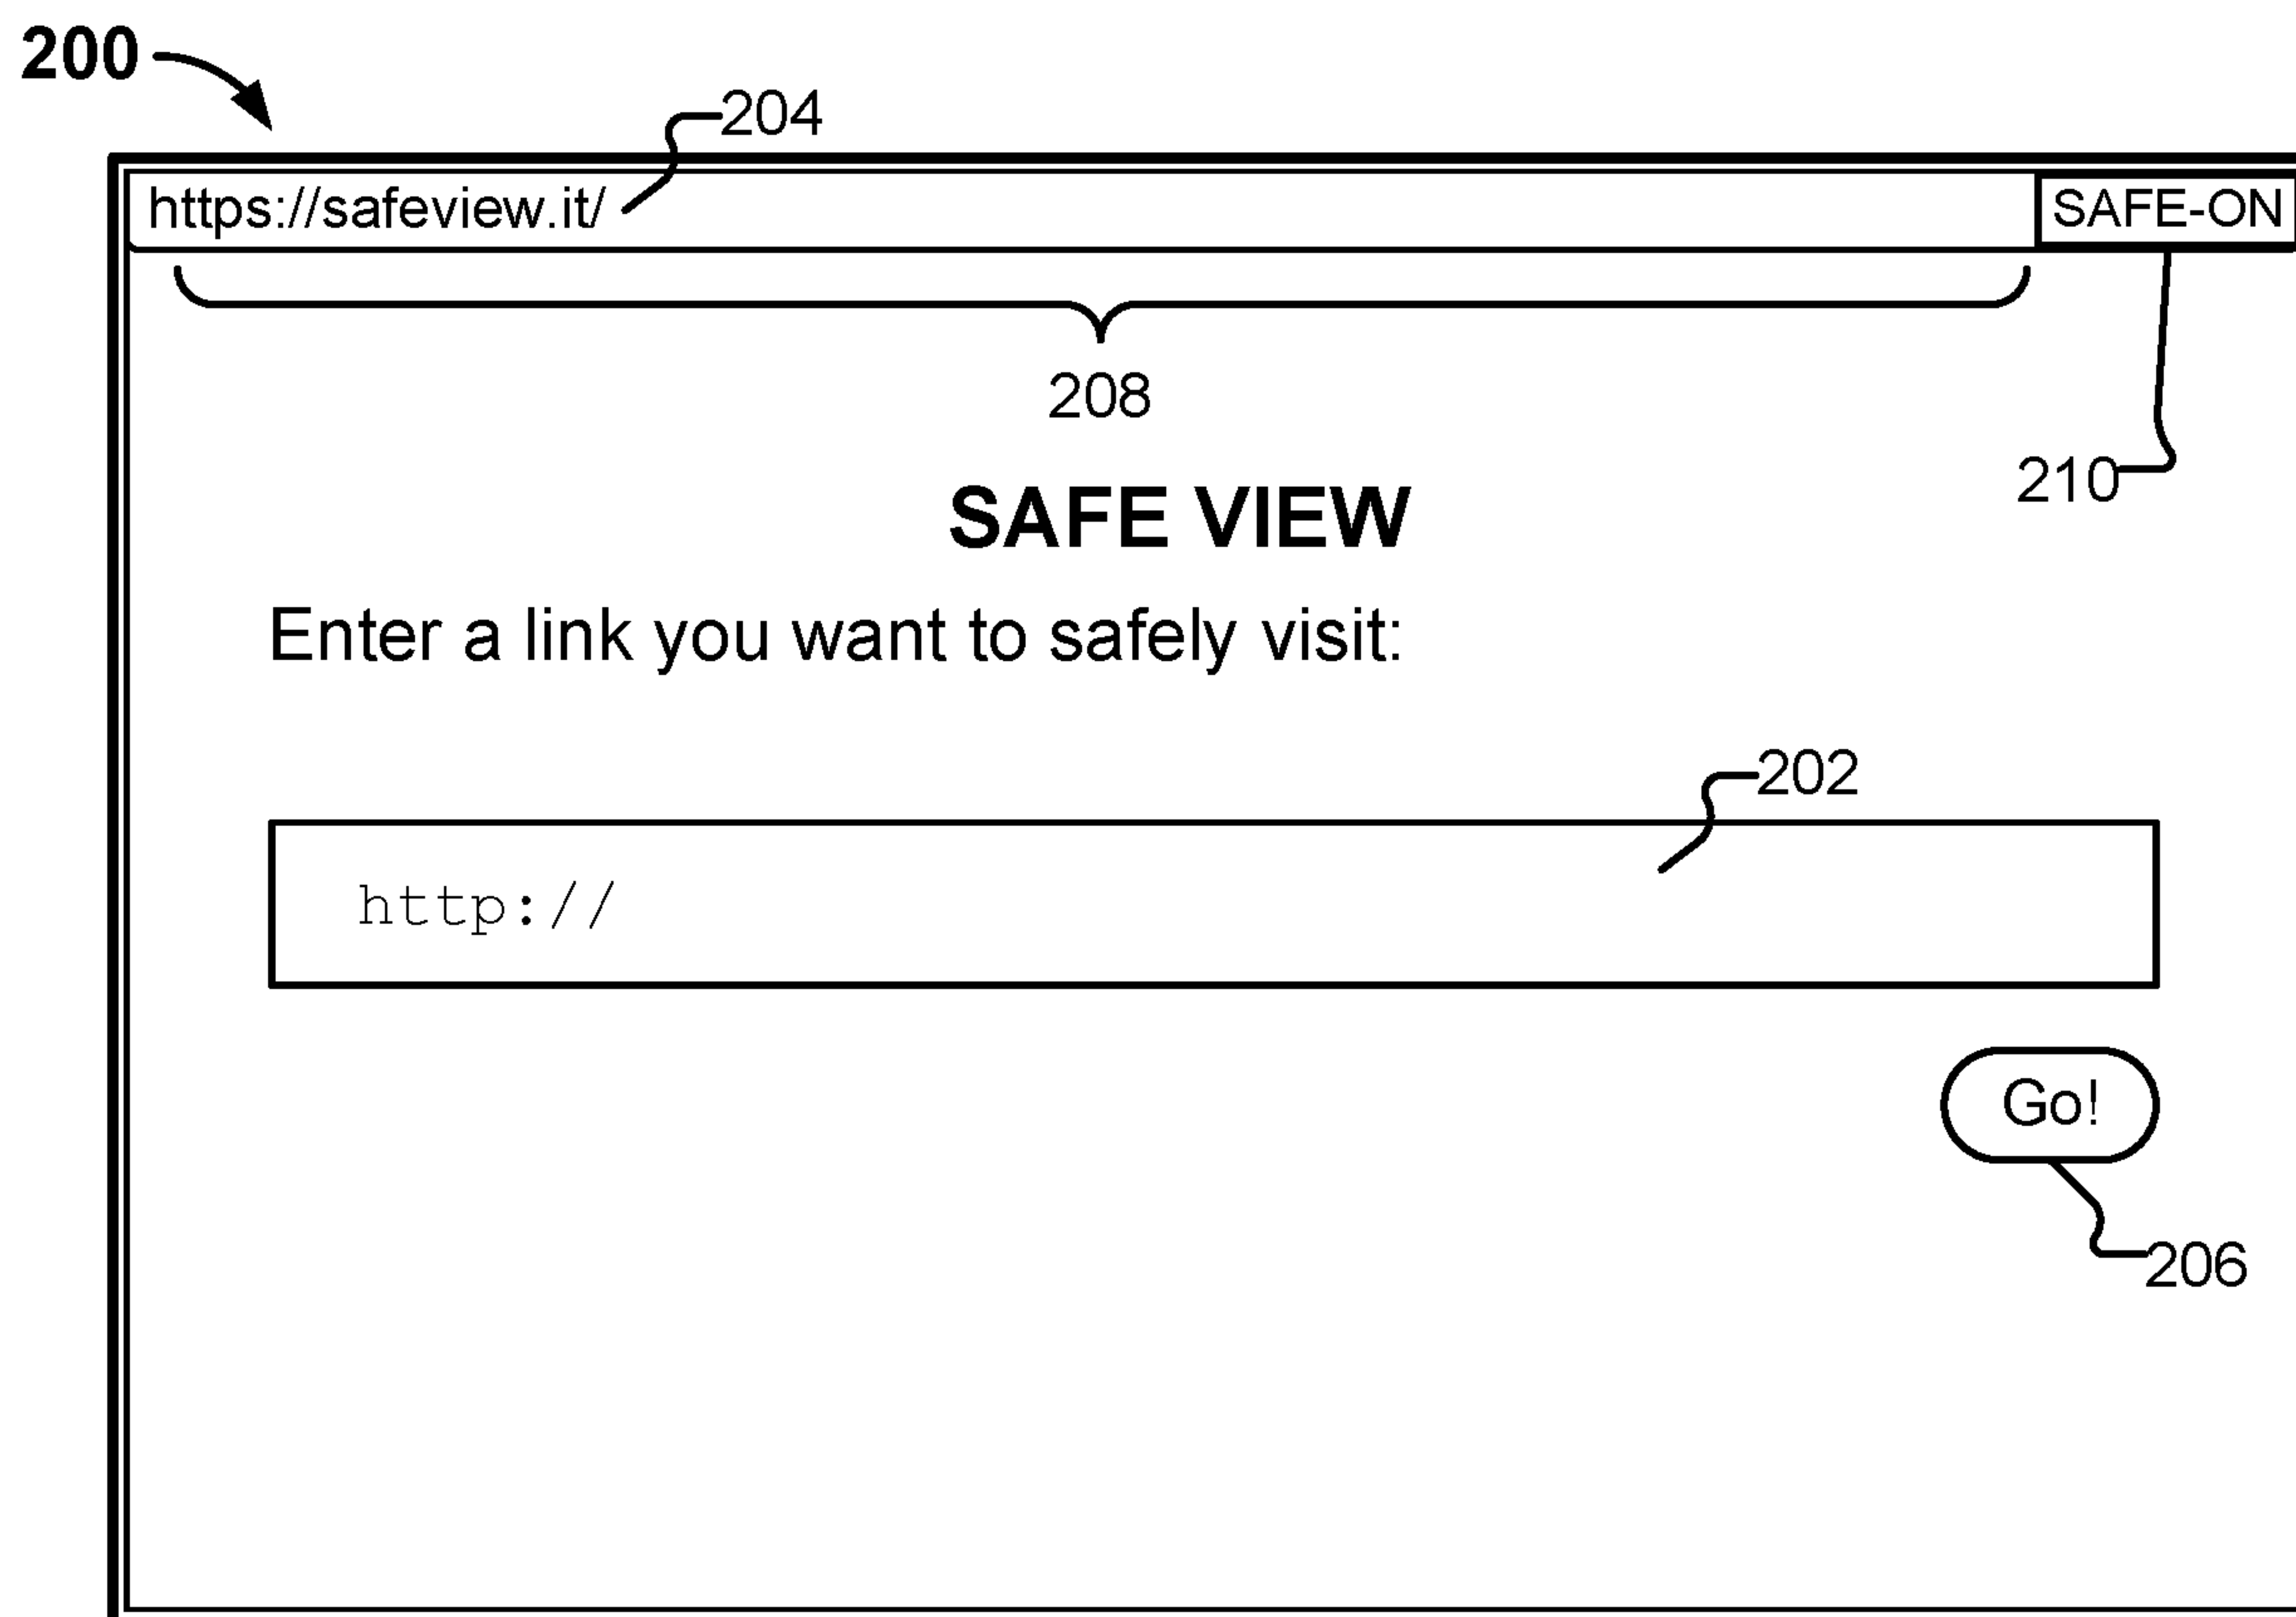 200
204
https://safeview.it/
SAFE-ON
208
210
SAFE VIEW
Enter a link you want to safely visit:
202
http://
Go!
206